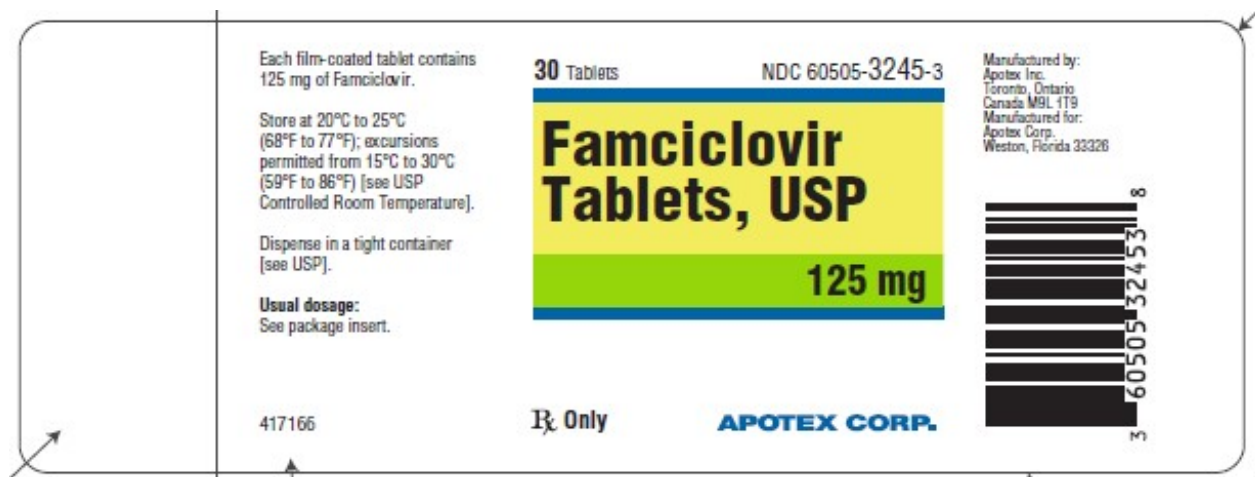 Each film-coated tablet contains
125 mg of Famciclovir.
Store at 20°C to 25°C
(68°F to 77°F); excursions
permitted from 15°C to 30°C
(59°F to 86°F) [see USP
Controlled Room Temperature].
Dispense in a tight container
[see USP].
Usual dosage:
See package insert.
417166
30 Tablets NDC 60505-3245-3
Famciclovir
Tablets, USP
125 mg
Rx Only APOTEX CORP.
Manufactured by:
Apotex Inc.
Toronto, Ontario
Canada M9L 1T9
Manufactured for:
Apotex Corp.
Weston, Florida 33326
3 60505 32453 8